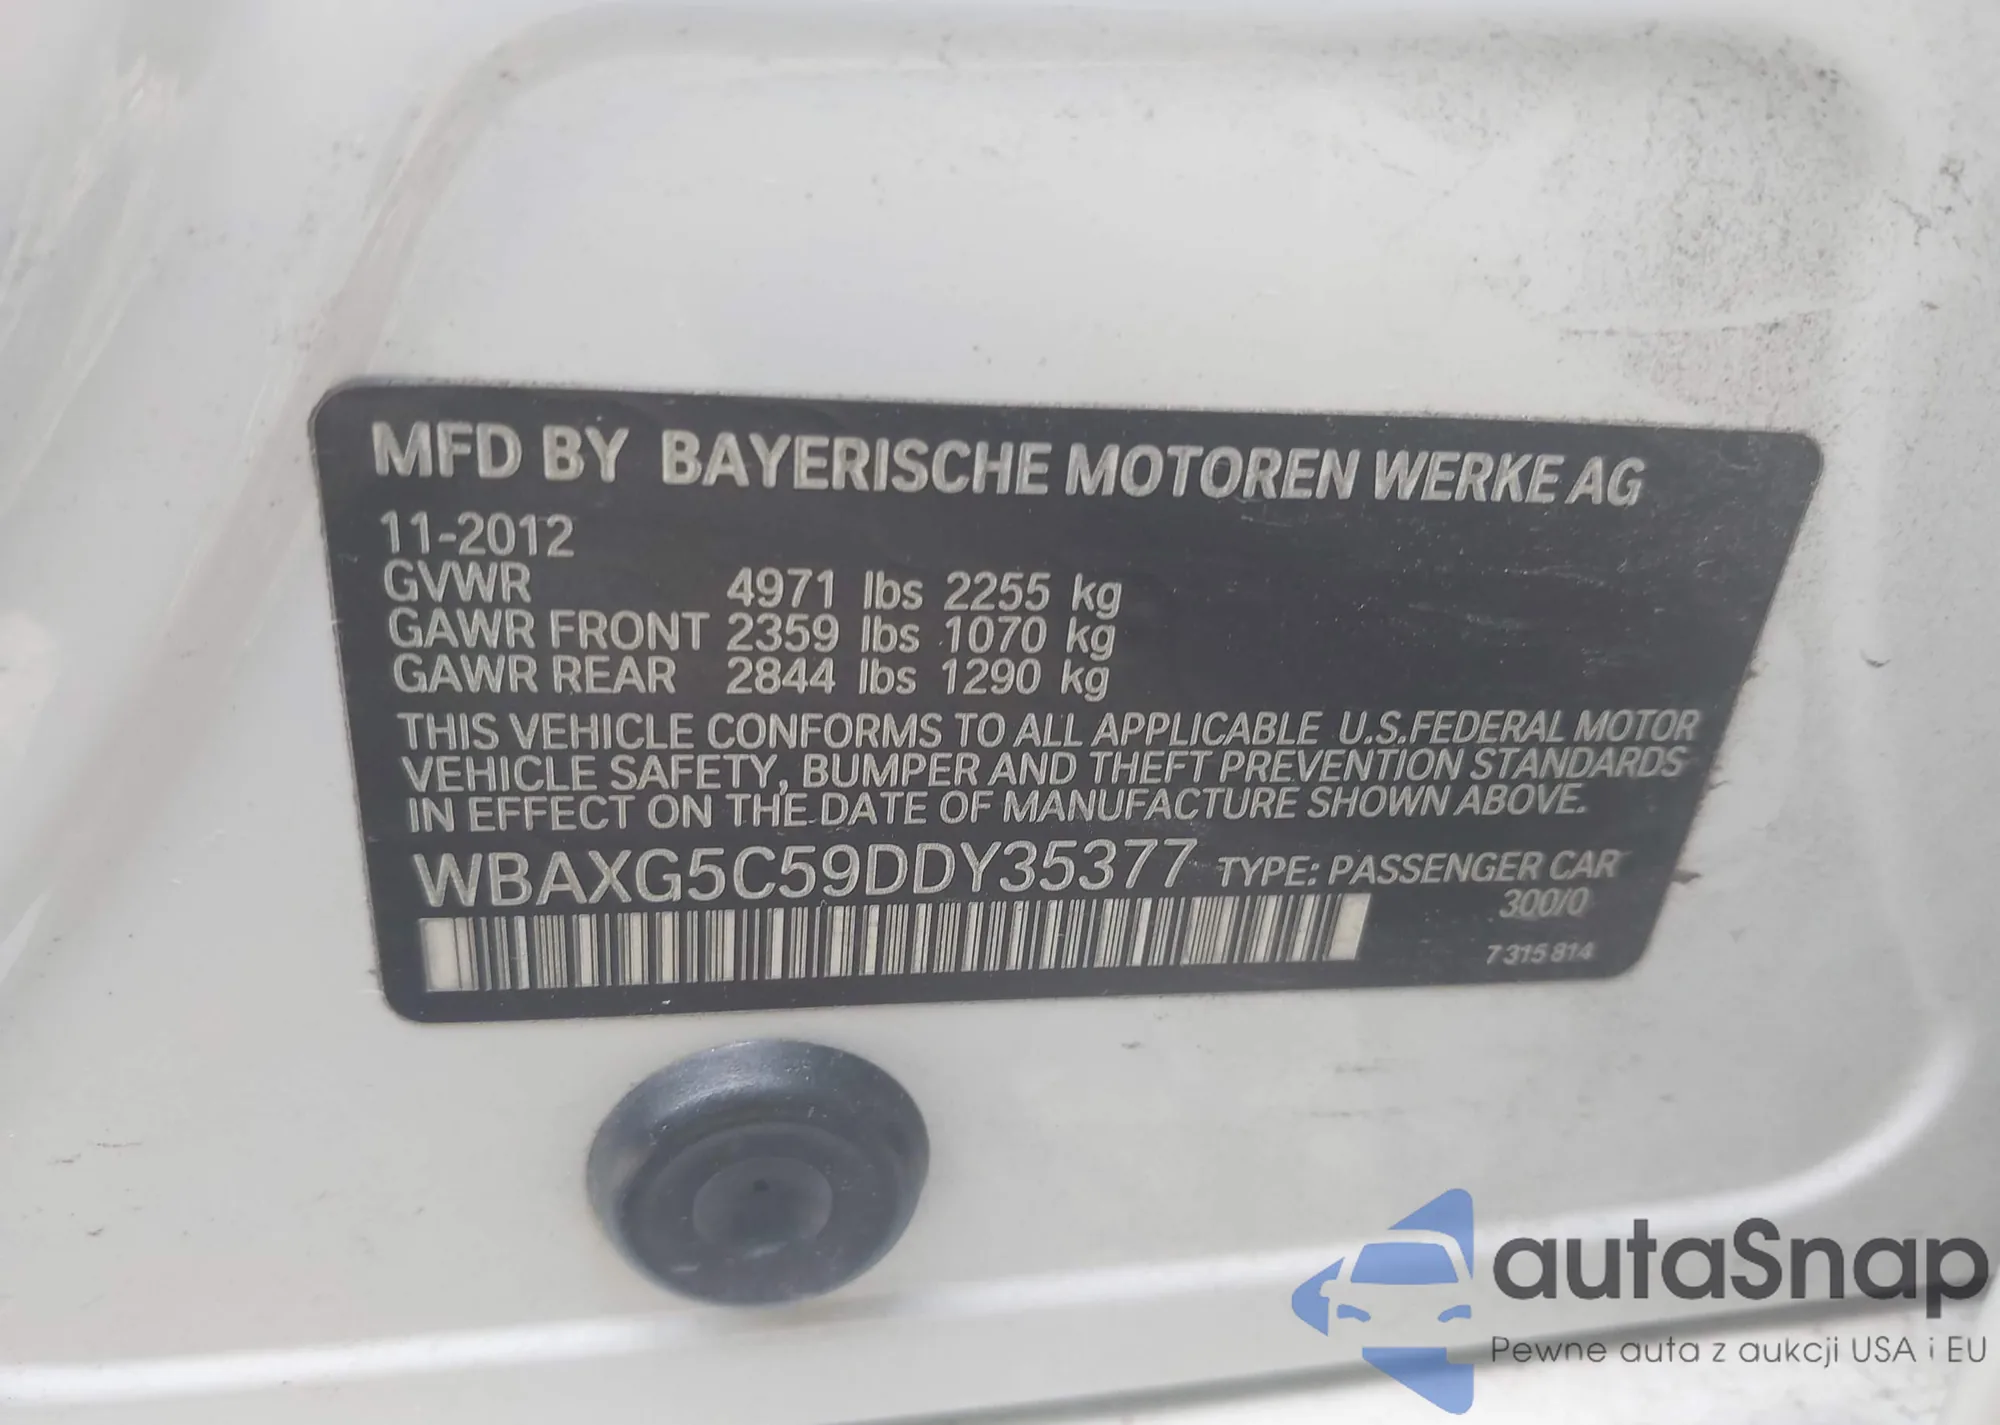 MFD BY BAYERISCHE MOTOREN WERKE AG
11-2012
GVWR 4971 lbs 2255 kg
GAWR FRONT 2359 lbs 1070 kg
GAWR REAR 2844 lbs 1290 kg
THIS VEHICLE CONFORMS TO ALL APPLICABLE U.S.FEDERAL MOTOR
VEHICLE SAFETY, BUMPER AND THEFT PREVENTION STANDARDS
IN EFFECT ON THE DATE OF MANUFACTURE SHOWN ABOVE.
WBAXG5C59DDY35377 TYPE: PASSENGER CAR
300/0
7 315 814
autaSnap
Pewne auta z aukcji USA i EU